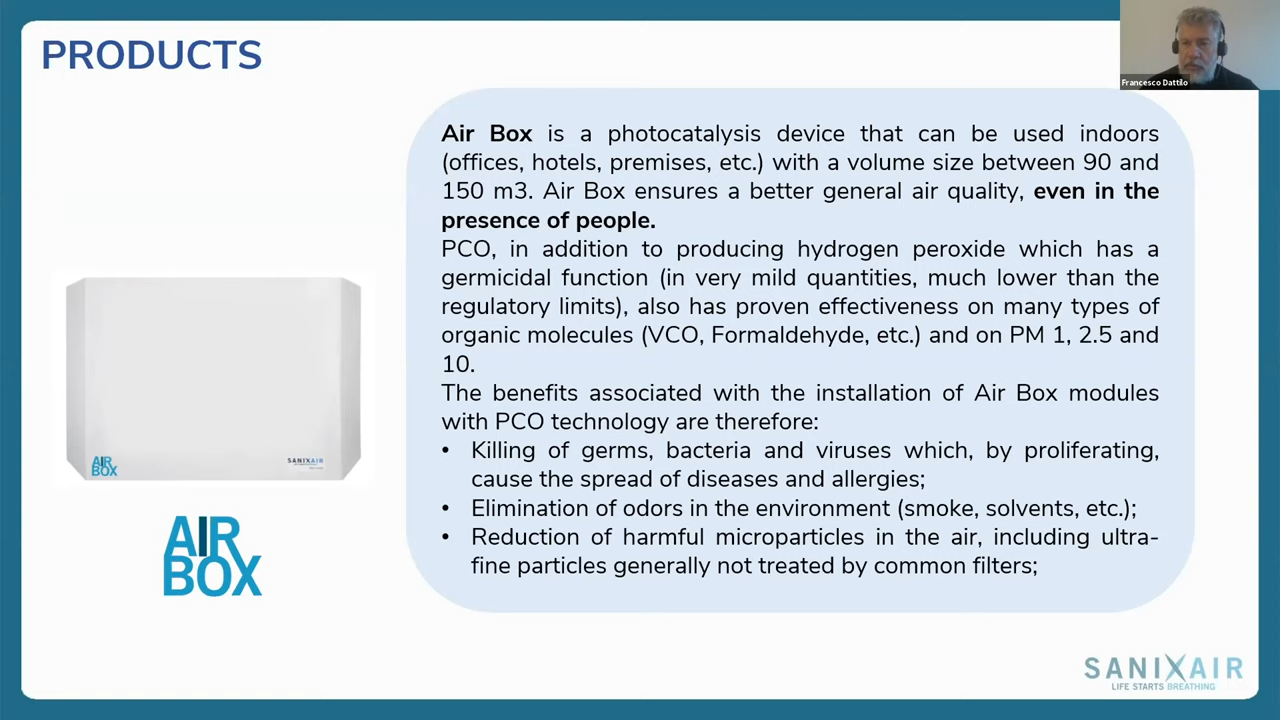 PRODUCTS
Francesco Dattilo
Air Box is a photocatalysis device that can be used indoors
(offices, hotels, premises, etc.) with a volume size between 90 and
150 m3. Air Box ensures a better general air quality, even in the
presence of people.
PCO, in addition to producing hydrogen peroxide which has a
germicidal function (in very mild quantities, much lower than the
regulatory limits), also has proven effectiveness on many types of
organic molecules (VCO, Formaldehyde, etc.) and on PM 1, 2.5 and
10.
The benefits associated with the installation of Air Box modules
with PCO technology are therefore:
• Killing of germs, bacteria and viruses which, by proliferating,
cause the spread of diseases and allergies;
• Elimination of odors in the environment (smoke, solvents, etc.);
• Reduction of harmful microparticles in the air, including ultra-
fine particles generally not treated by common filters;
AIR
BOX
SANIXAIR
AIR
BOX
SANIXAIR
LIFE STARTS BREATHING